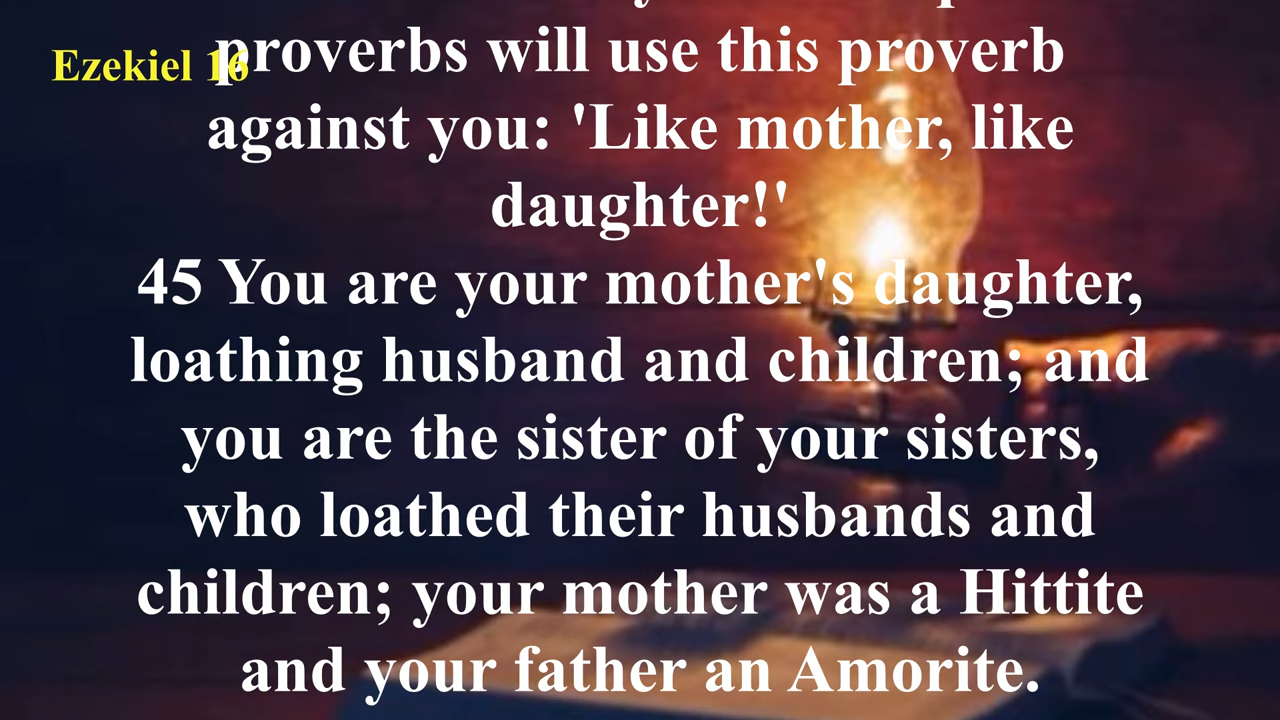 Ezekiel 16
proverbs will use this proverb
against you: 'Like mother, like
daughter!'
45 You are your mother's daughter,
loathing husband and children; and
you are the sister of your sisters,
who loathed their husbands and
children; your mother was a Hittite
and your father an Amorite.